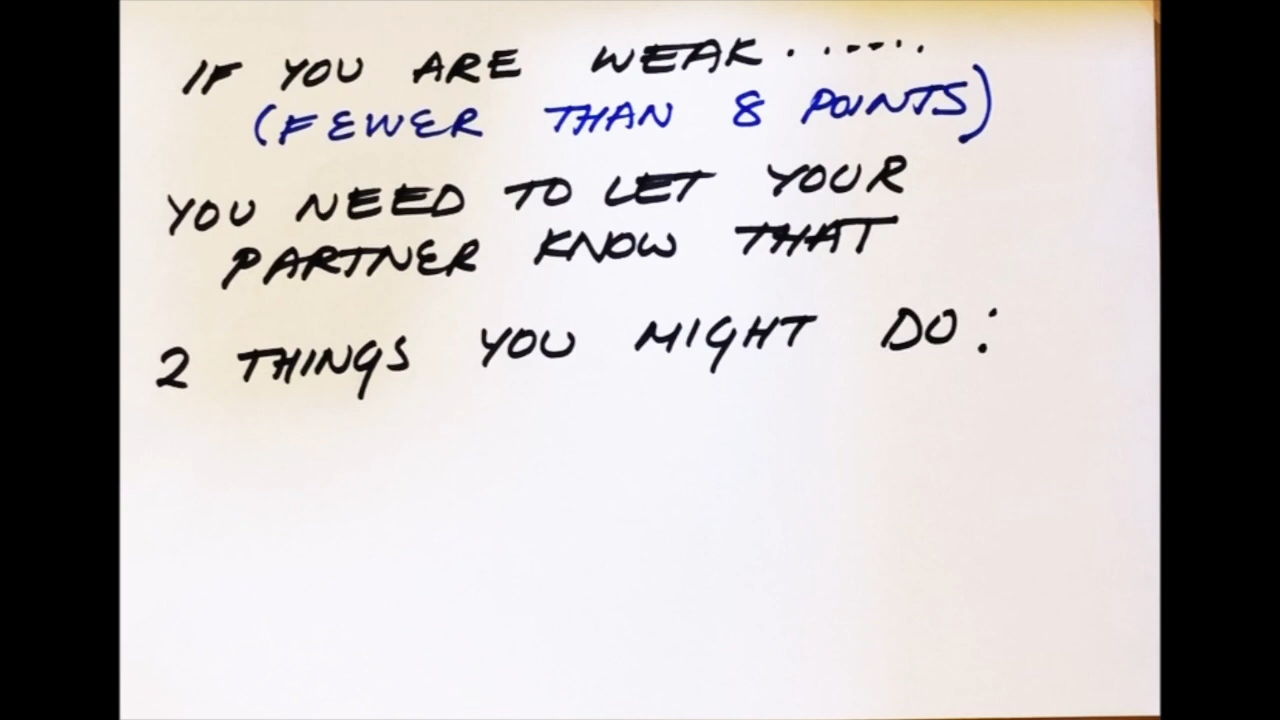 IF YOU ARE WEAK.......
(FEWER THAN 8 POINTS)
YOU NEED TO LET YOUR
PARTNER KNOW THAT
2 THINGS YOU MIGHT DO: